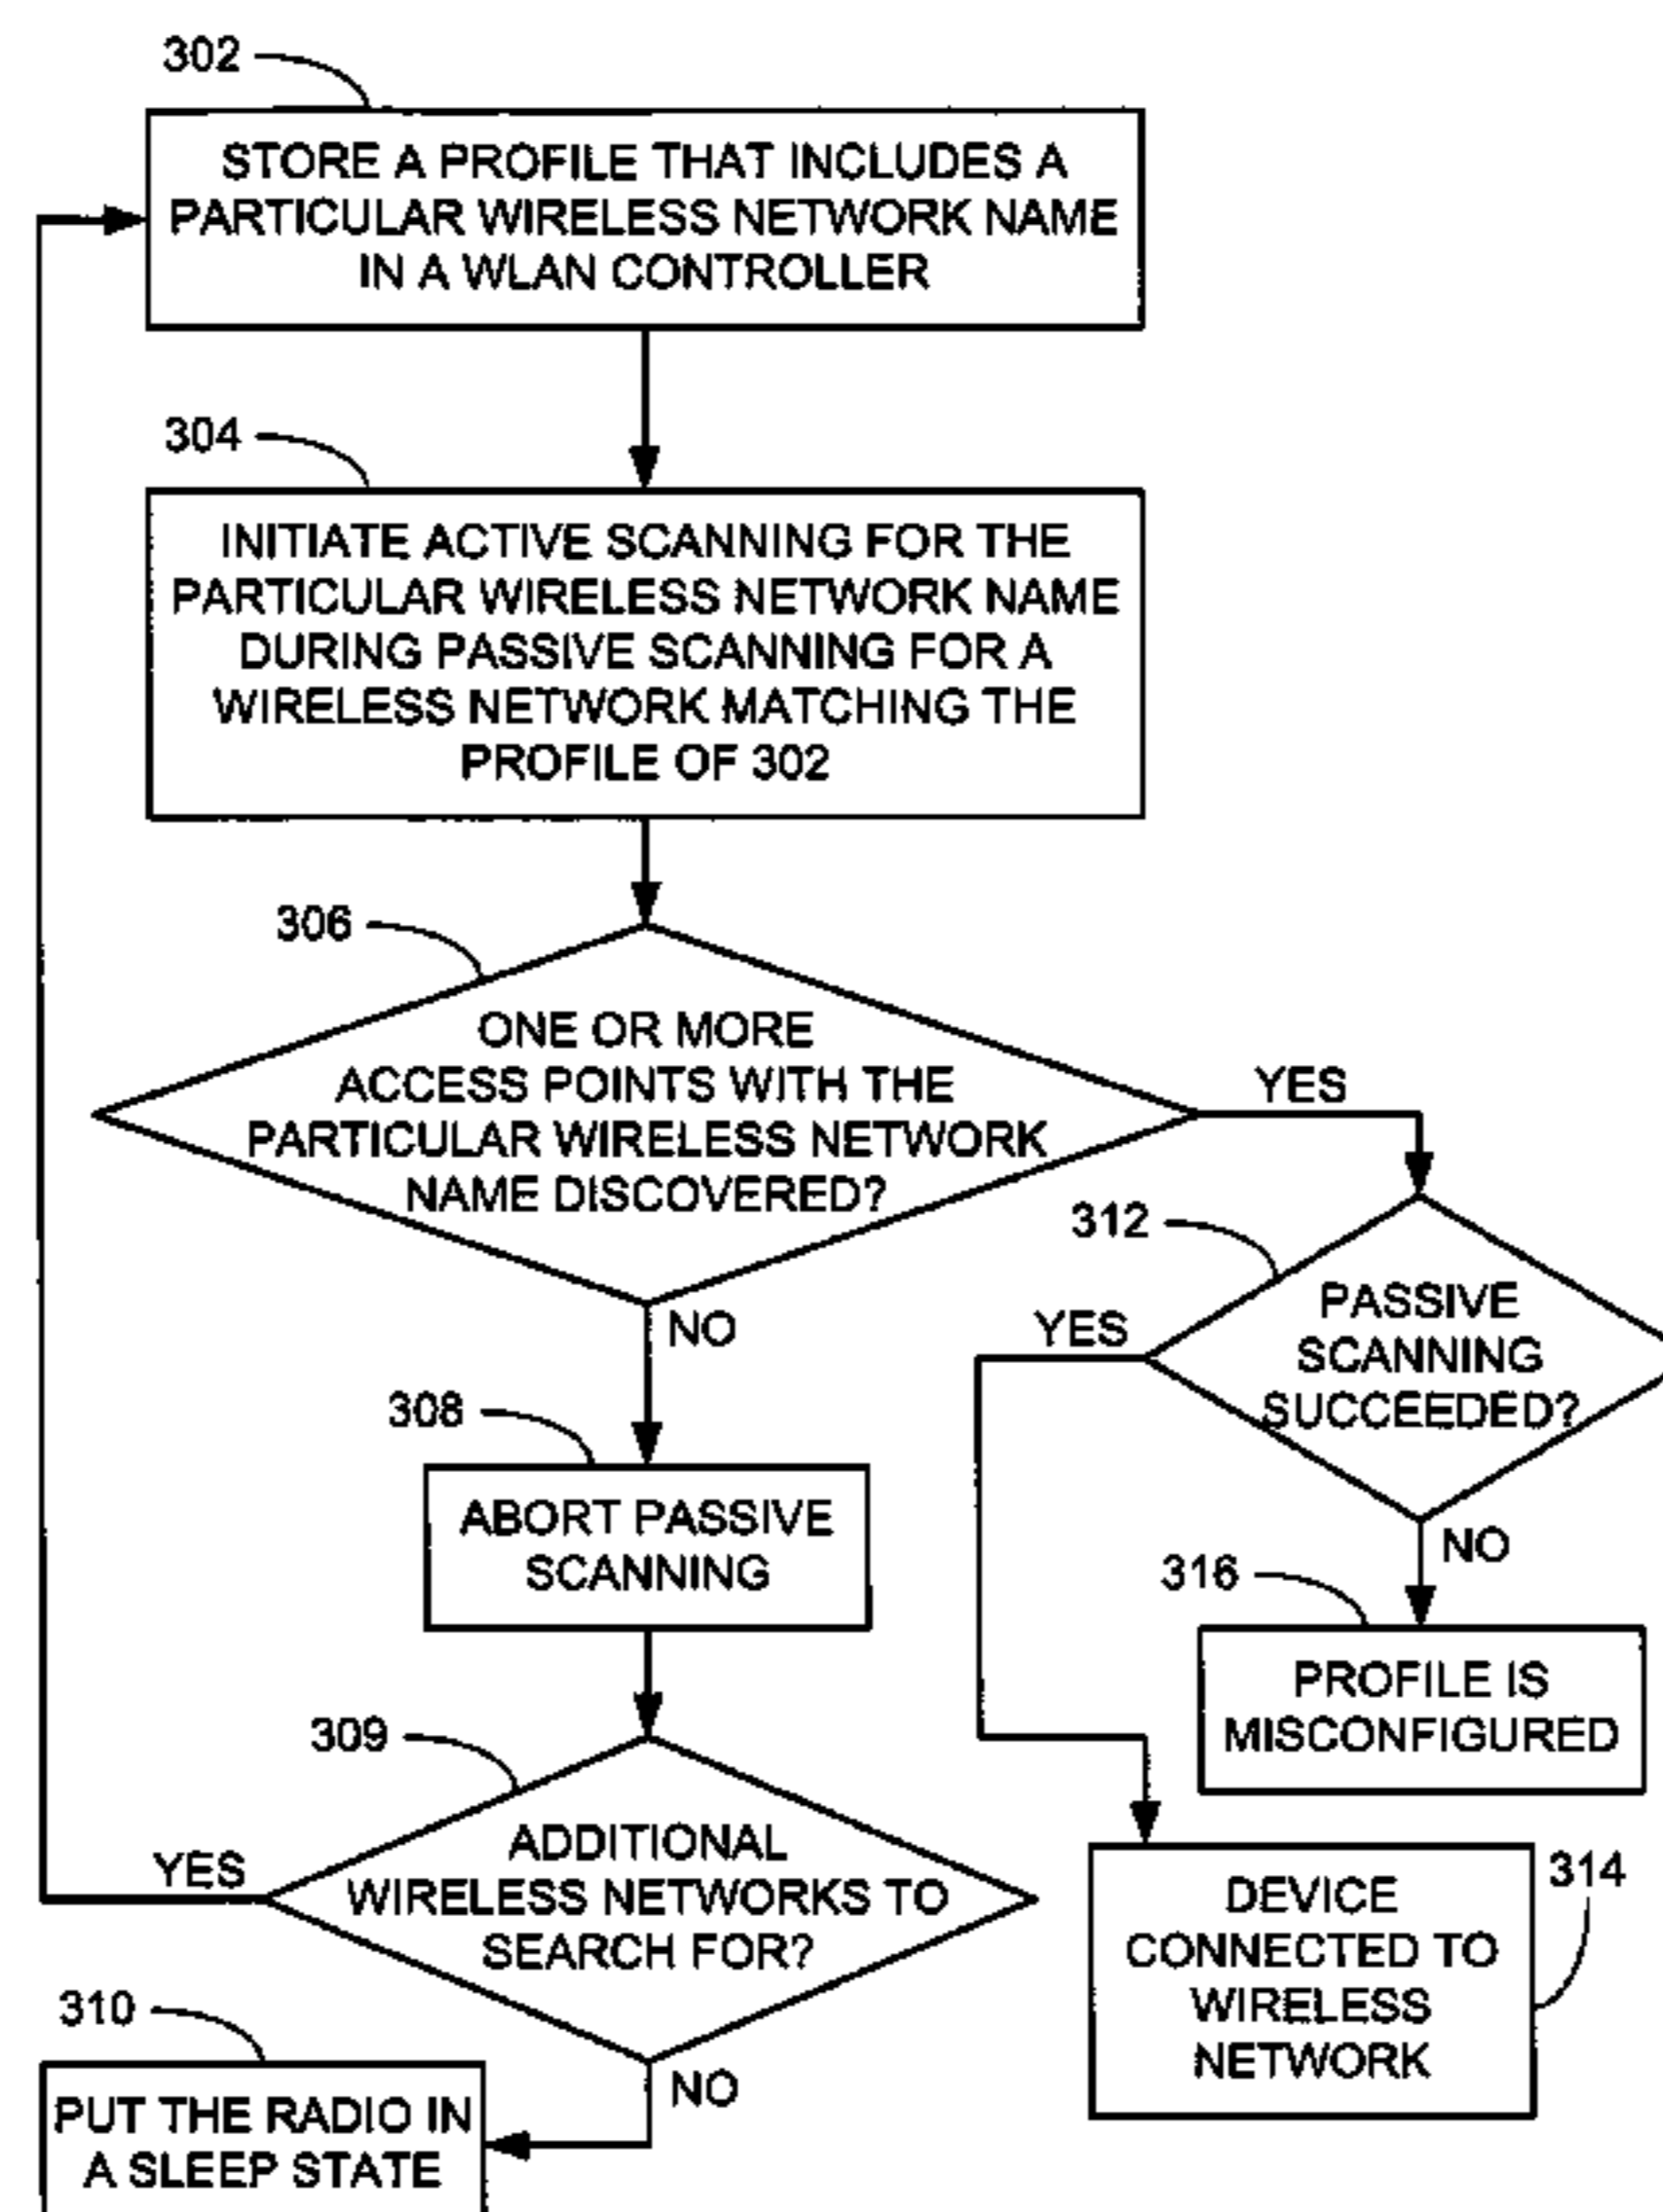 302
STORE A PROFILE THAT INCLUDES A
PARTICULAR WIRELESS NETWORK NAME
IN A WLAN CONTROLLER
304
INITIATE ACTIVE SCANNING FOR THE
PARTICULAR WIRELESS NETWORK NAME
DURING PASSIVE SCANNING FOR A
WIRELESS NETWORK MATCHING THE
PROFILE OF 302
306
ONE OR MORE
ACCESS POINTS WITH THE
PARTICULAR WIRELESS NETWORK
NAME DISCOVERED?
YES
NO
312
PASSIVE
SCANNING
SUCCEEDED?
YES
NO
308
ABORT PASSIVE
SCANNING
316
PROFILE IS
MISCONFIGURED
309
ADDITIONAL
WIRELESS NETWORKS TO
SEARCH FOR?
YES
NO
314
DEVICE
CONNECTED TO
WIRELESS
NETWORK
310
PUT THE RADIO IN
A SLEEP STATE